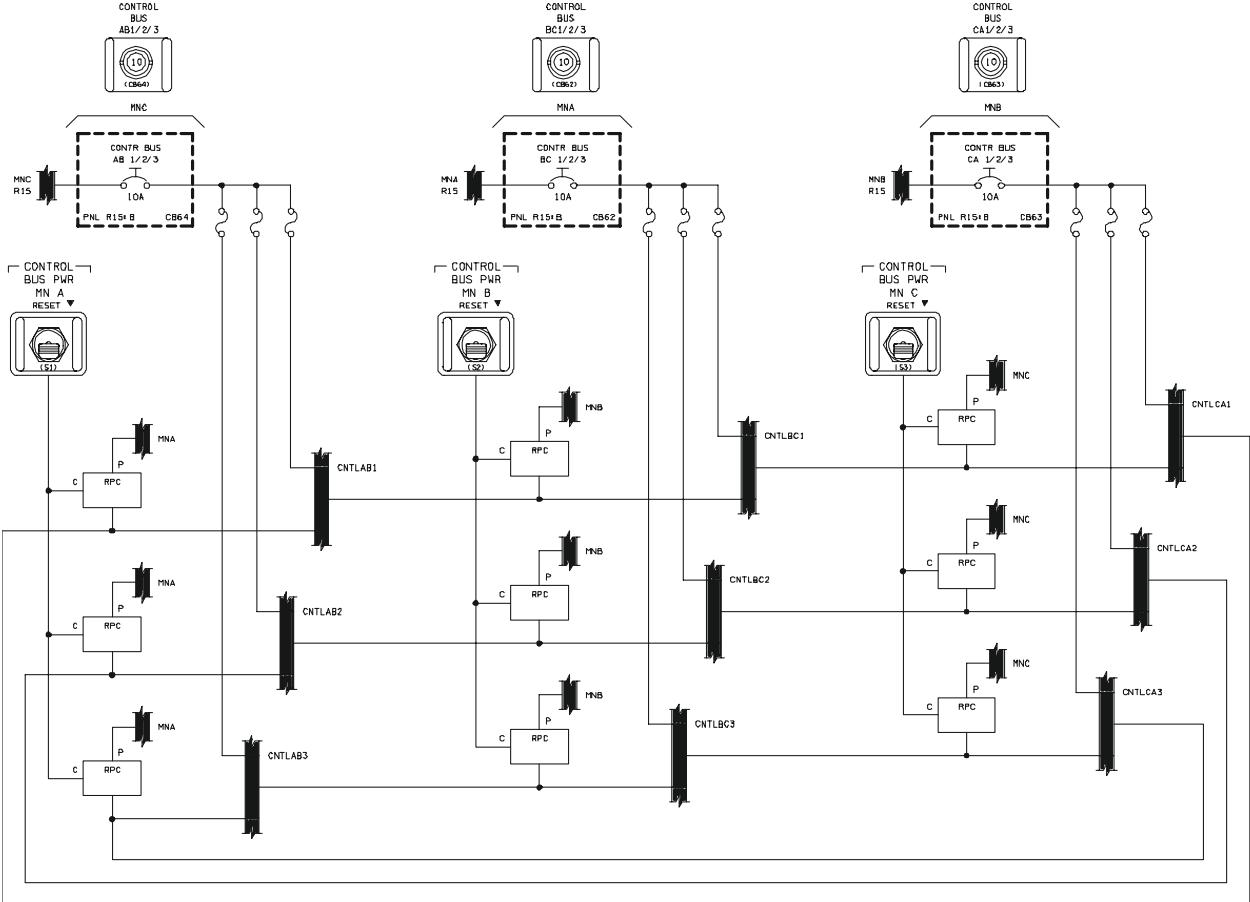 CONTROL
BUS
AB1/2/3
10
(CB64)
MNC
CONTR BUS
AB 1/2/3
MNC
R15
10A
PNL R15:B CB64
CONTROL
BUS PWR
MN A
RESET ▼
(S1)
MNA
P
C RPC
CNTLAB1
MNA
P
C RPC
CNTLAB2
MNA
P
C RPC
CNTLAB3
CONTROL
BUS
BC1/2/3
10
(CB62)
MNA
CONTR BUS
BC 1/2/3
MNA
R15
10A
PNL R15:B CB62
CONTROL
BUS PWR
MN B
RESET ▼
(S2)
MNB
P
C RPC
CNTLBC1
MNB
P
C RPC
CNTLBC2
MNB
P
C RPC
CNTLBC3
CONTROL
BUS
CA1/2/3
10
(CB63)
MNB
CONTR BUS
CA 1/2/3
MNB
R15
10A
PNL R15:B CB63
CONTROL
BUS PWR
MN C
RESET ▼
(S3)
MNC
P
C RPC
CNTLCA1
MNC
P
C RPC
CNTLCA2
MNC
P
C RPC
CNTLCA3